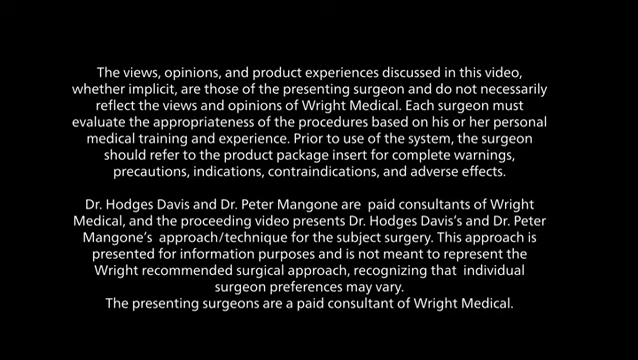 The views, opinions, and product experiences discussed in this video,
whether implicit, are those of the presenting surgeon and do not necessarily
reflect the views and opinions of Wright Medical. Each surgeon must
evaluate the appropriateness of the procedures based on his or her personal
medical training and experience. Prior to use of the system, the surgeon
should refer to the product package insert for complete warnings,
precautions, indications, contraindications, and adverse effects.
Dr. Hodges Davis and Dr. Peter Mangone are paid consultants of Wright
Medical, and the proceeding video presents Dr. Hodges Davis's and Dr. Peter
Mangone's approach/technique for the subject surgery. This approach is
presented for information purposes and is not meant to represent the
Wright recommended surgical approach, recognizing that individual
surgeon preferences may vary.
The presenting surgeons are a paid consultant of Wright Medical.